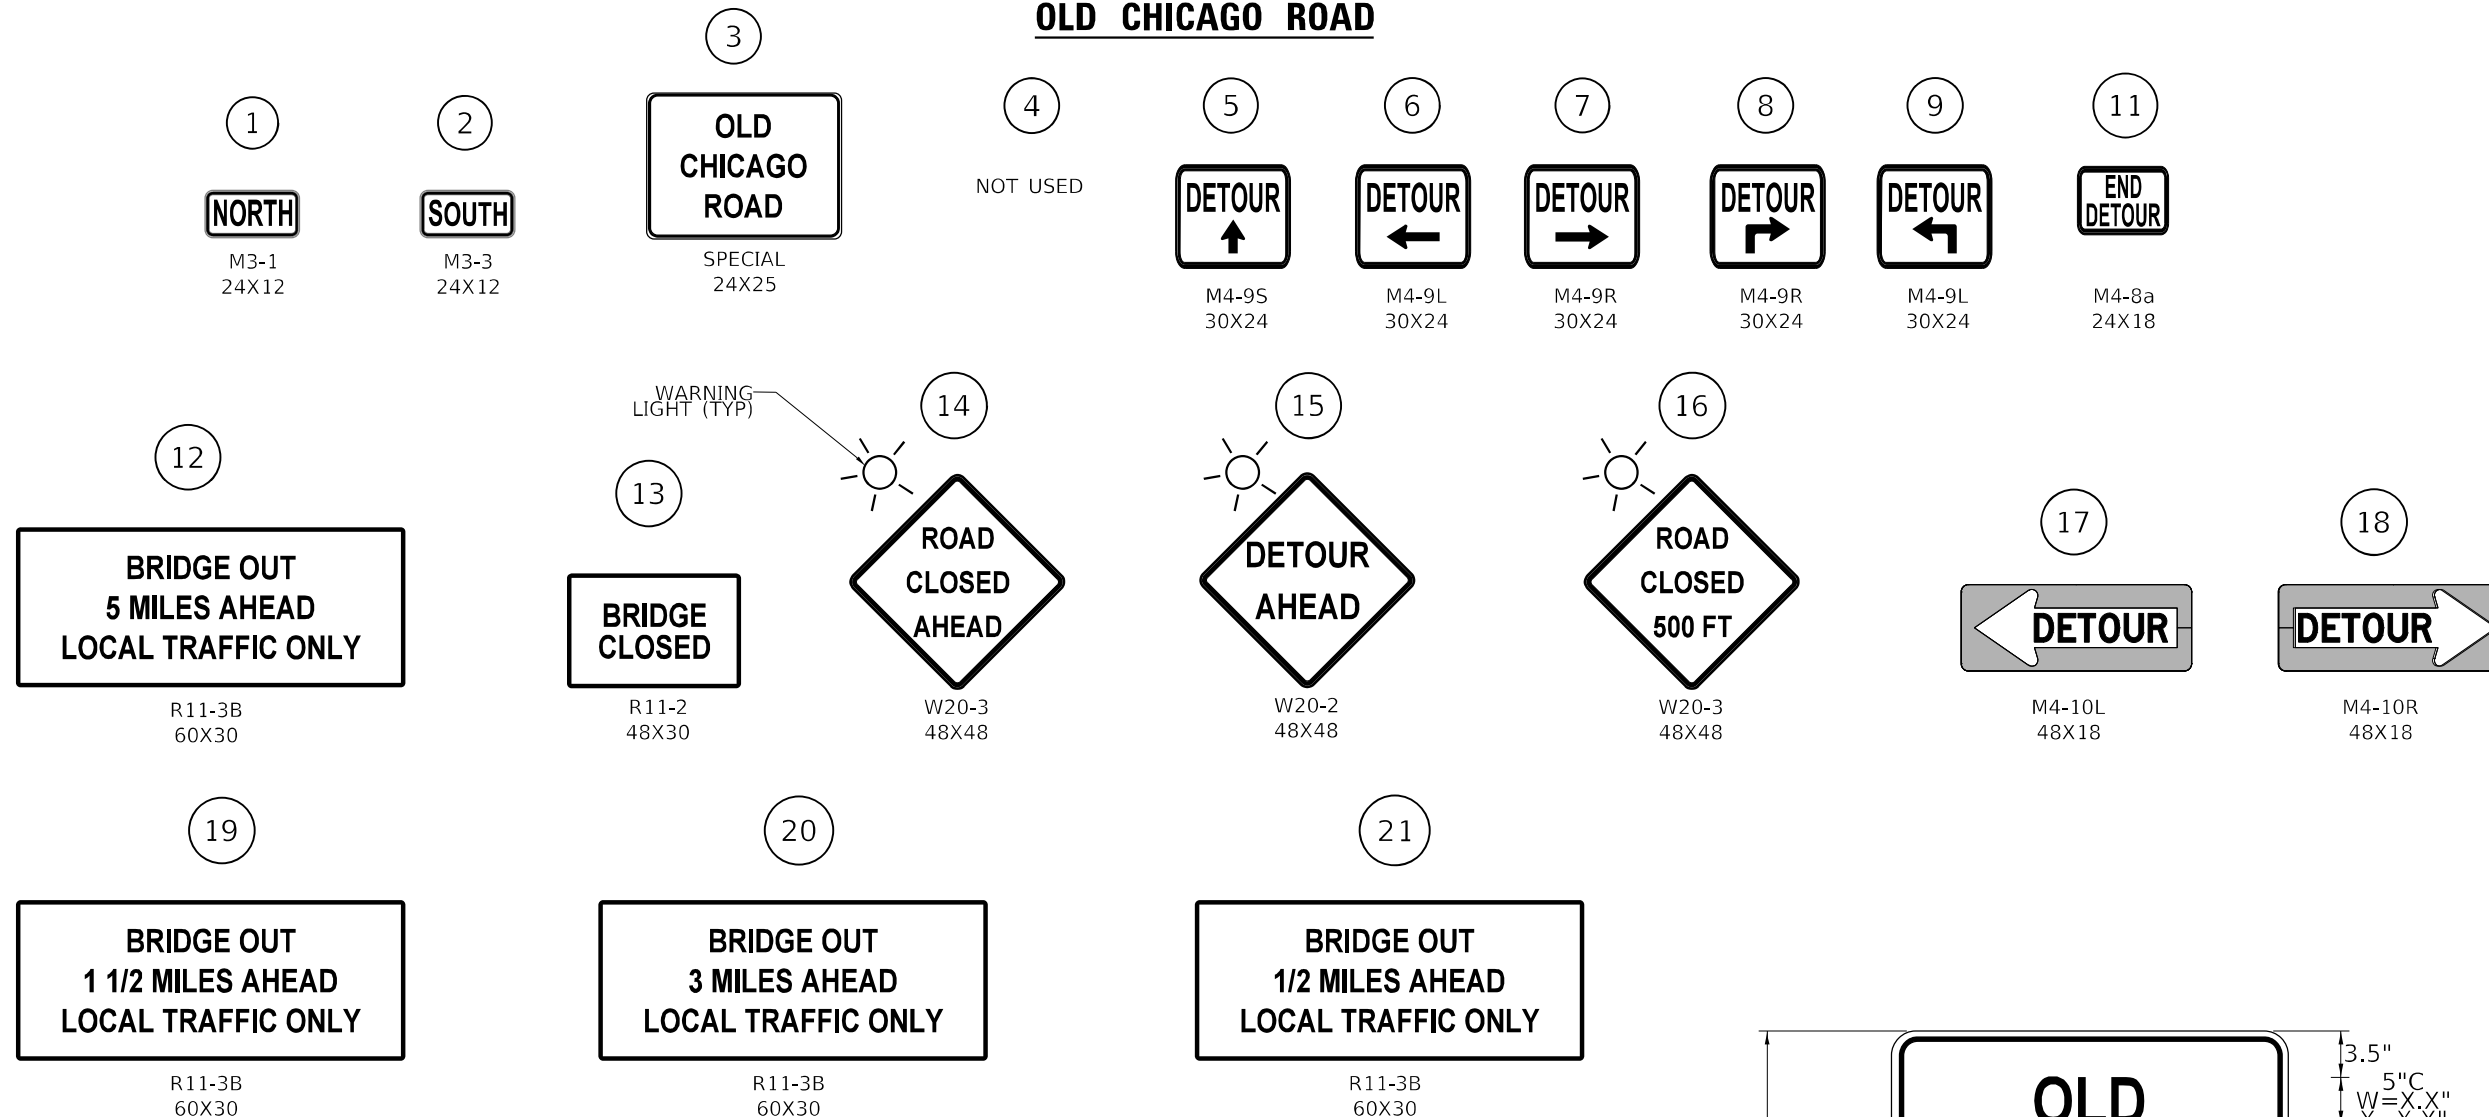 OLD CHICAGO ROAD
1
NORTH
M3-1
24X12
2
SOUTH
M3-3
24X12
3
OLD
CHICAGO
ROAD
SPECIAL
24X25
4
NOT USED
5
DETOUR
M4-9S
30X24
6
DETOUR
M4-9L
30X24
7
DETOUR
M4-9R
30X24
8
DETOUR
M4-9R
30X24
9
DETOUR
M4-9L
30X24
11
END
DETOUR
M4-8a
24X18
12
BRIDGE OUT
5 MILES AHEAD
LOCAL TRAFFIC ONLY
R11-3B
60X30
13
BRIDGE
CLOSED
R11-2
48X30
WARNING
LIGHT (TYP)
14
ROAD
CLOSED
AHEAD
W20-3
48X48
15
DETOUR
AHEAD
W20-2
48X48
16
ROAD
CLOSED
500 FT
W20-3
48X48
17
DETOUR
M4-10L
48X18
18
DETOUR
M4-10R
48X18
19
BRIDGE OUT
1 1/2 MILES AHEAD
LOCAL TRAFFIC ONLY
R11-3B
60X30
20
BRIDGE OUT
3 MILES AHEAD
LOCAL TRAFFIC ONLY
R11-3B
60X30
21
BRIDGE OUT
1/2 MILES AHEAD
LOCAL TRAFFIC ONLY
R11-3B
60X30
OLD
3.5"
5"C
W=X.X"